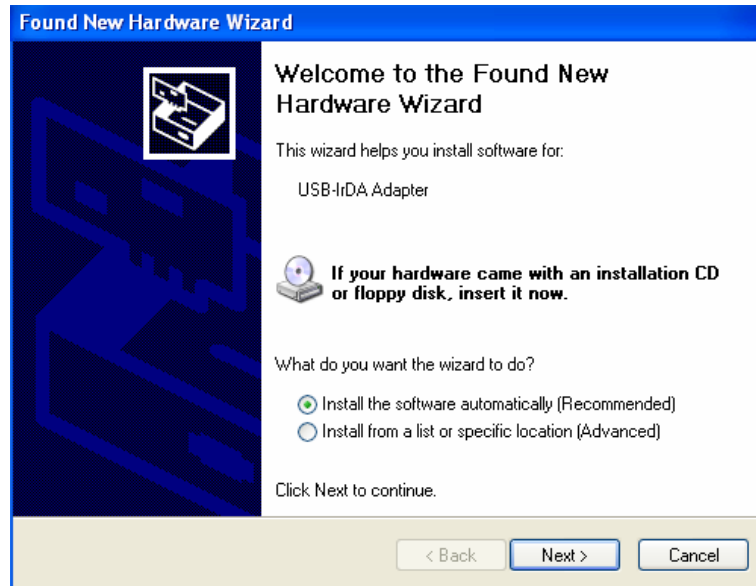 Found New Hardware Wizard
Welcome to the Found New
Hardware Wizard
This wizard helps you install software for:
USB-IrDA Adapter
If your hardware came with an installation CD
or floppy disk, insert it now.
What do you want the wizard to do?
Install the software automatically (Recommended)
Install from a list or specific location (Advanced)
Click Next to continue.
< Back
Next >
Cancel